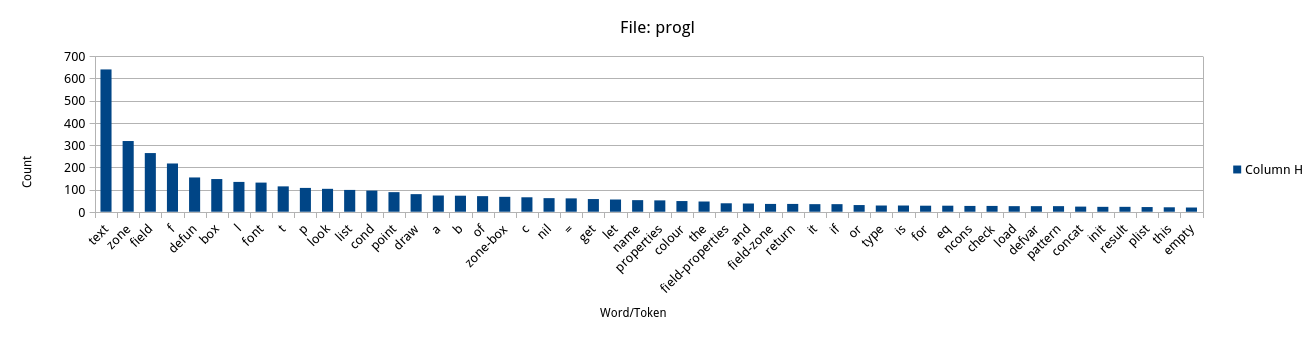 File: progl
700
600
500
400
300
200
100
0
Count
text zone field f defun box l font t p look list cond point draw a b of zone-box c nil = get let name properties colour the field-properties and field-zone return it if or type is for eq ncons check load defvar pattern concat init result plist this empty
Word/Token
Column H